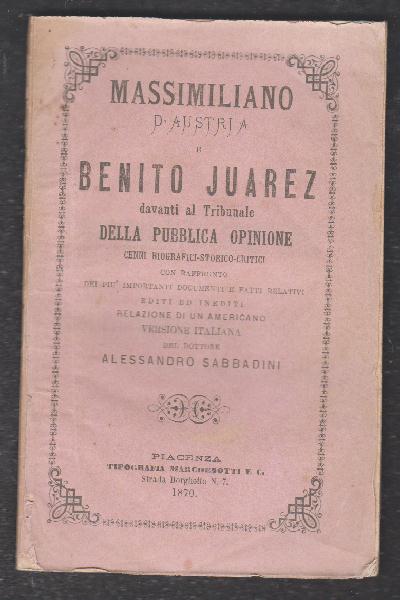 MASSIMILIANO
D'AUSTRIA
E
BENITO JUAREZ
davanti al Tribunale
DELLA PUBBLICA OPINIONE
CENNI BIOGRAFICI-STORICO-CRITICI
CON RAFFRONTO
DEI PIU' IMPORTANTI DOCUMENTI E FATTI RELATIVI
EDITI ED INEDITI
RELAZIONE DI UN AMERICANO
VERSIONE ITALIANA
DEL DOTTORE
ALESSANDRO SABBADINI
PIACENZA
TIPOGRAFIA MARCHESOTTI E C.
Strada Borghetto N. 7.
1870.